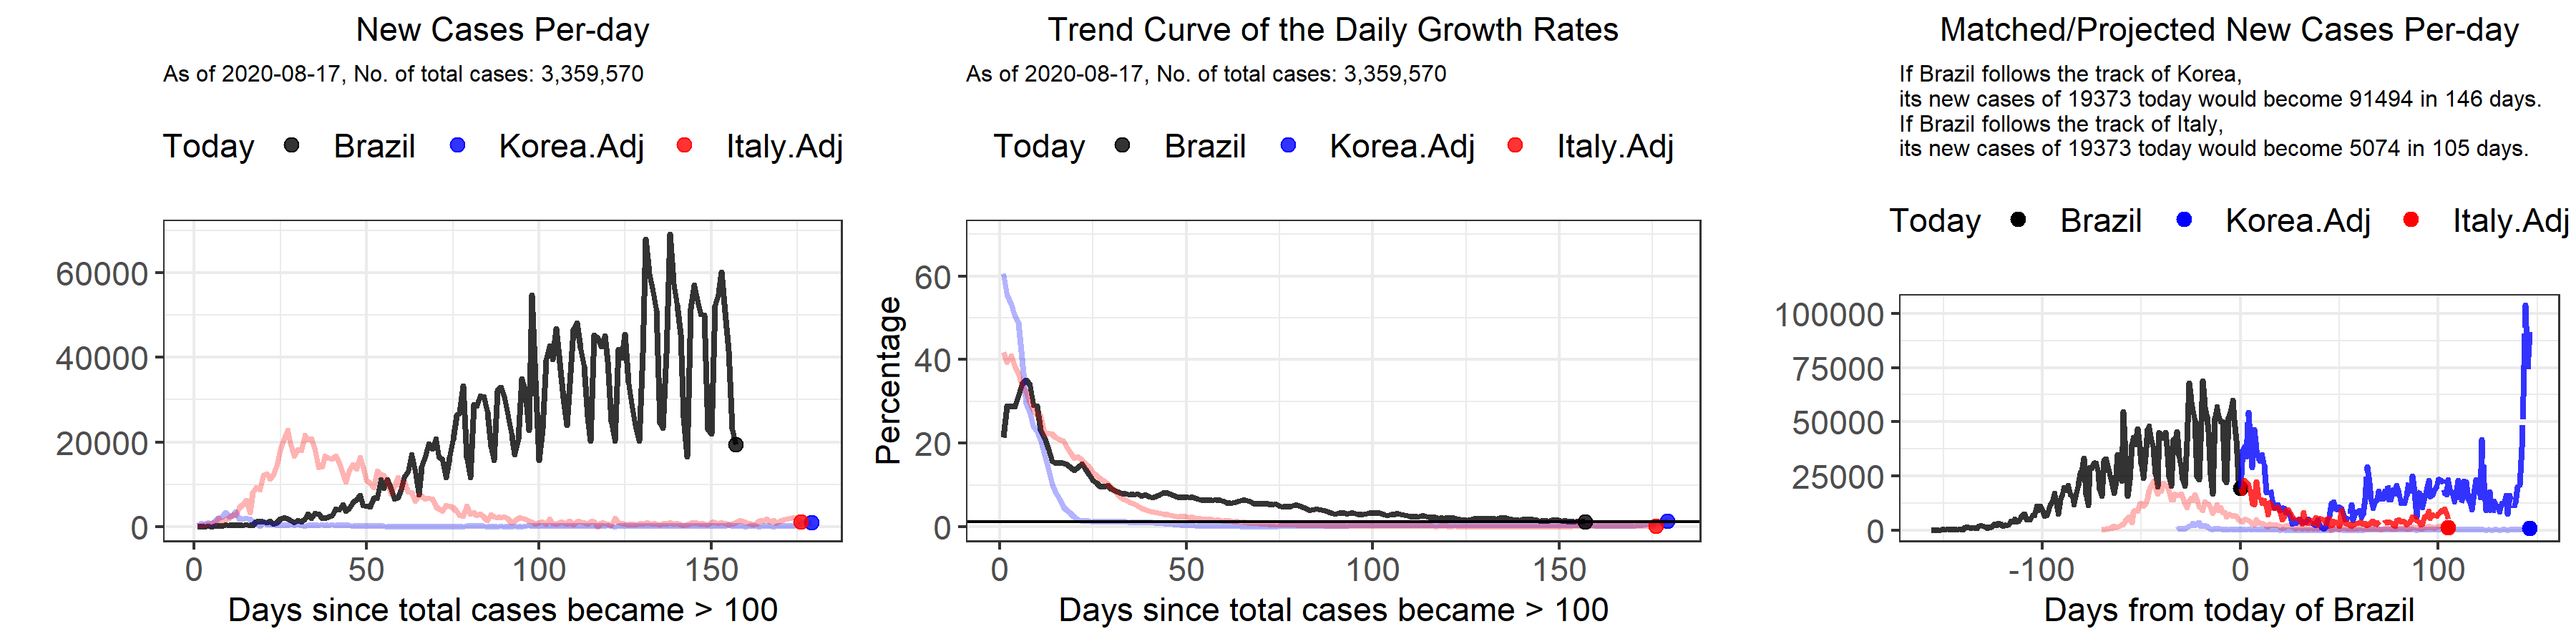 New Cases Per-day
As of 2020-08-17, No. of total cases: 3,359,570
Today Brazil Korea.Adj Italy.Adj
60000
40000
20000
0
0 50 100 150
Days since total cases became > 100
Trend Curve of the Daily Growth Rates
As of 2020-08-17, No. of total cases: 3,359,570
Today Brazil Korea.Adj Italy.Adj
Percentage
60
40
20
0
0 50 100 150
Days since total cases became > 100
Matched/Projected New Cases Per-day
If Brazil follows the track of Korea,
its new cases of 19373 today would become 91494 in 146 days.
If Brazil follows the track of Italy,
its new cases of 19373 today would become 5074 in 105 days.
Today Brazil Korea.Adj Italy.Adj
100000
75000
50000
25000
0
-100 0 100
Days from today of Brazil